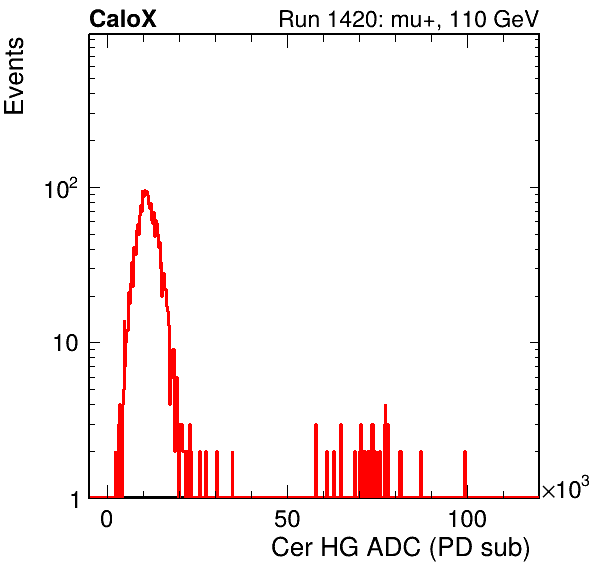 CaloX Run 1420: mu+, 110 GeV
Events
10²
10
1
0 50 100 ×10³
Cer HG ADC (PD sub)